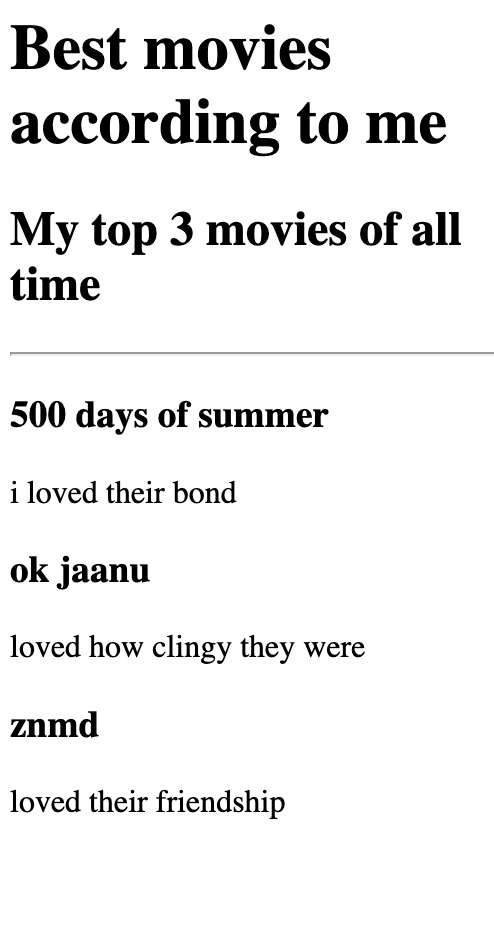 Best movies
according to me
My top 3 movies of all
time
500 days of summer
i loved their bond
ok jaanu
loved how clingy they were
znmd
loved their friendship